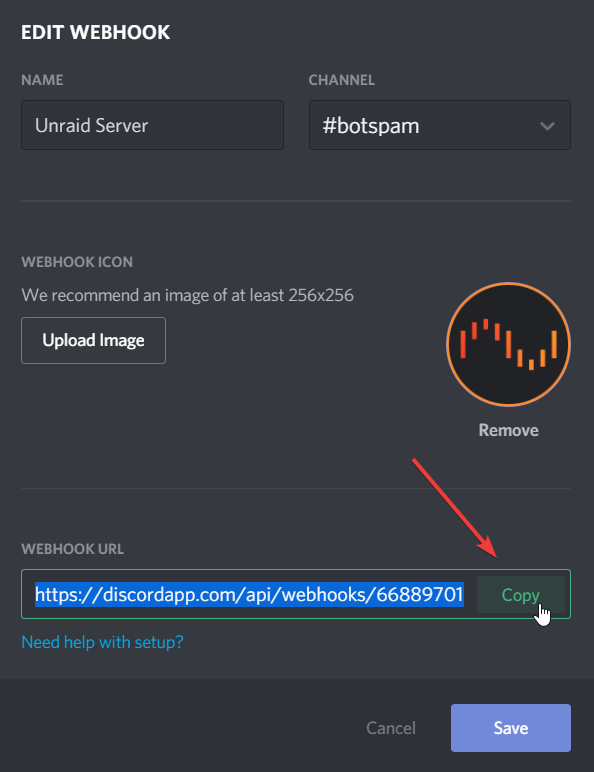 EDIT WEBHOOK
NAME
CHANNEL
Unraid Server
#botspam
WEBHOOK ICON
We recommend an image of at least 256x256
Upload Image
Remove
WEBHOOK URL
https://discordapp.com/api/webhooks/66889701
Copy
Need help with setup?
Cancel
Save